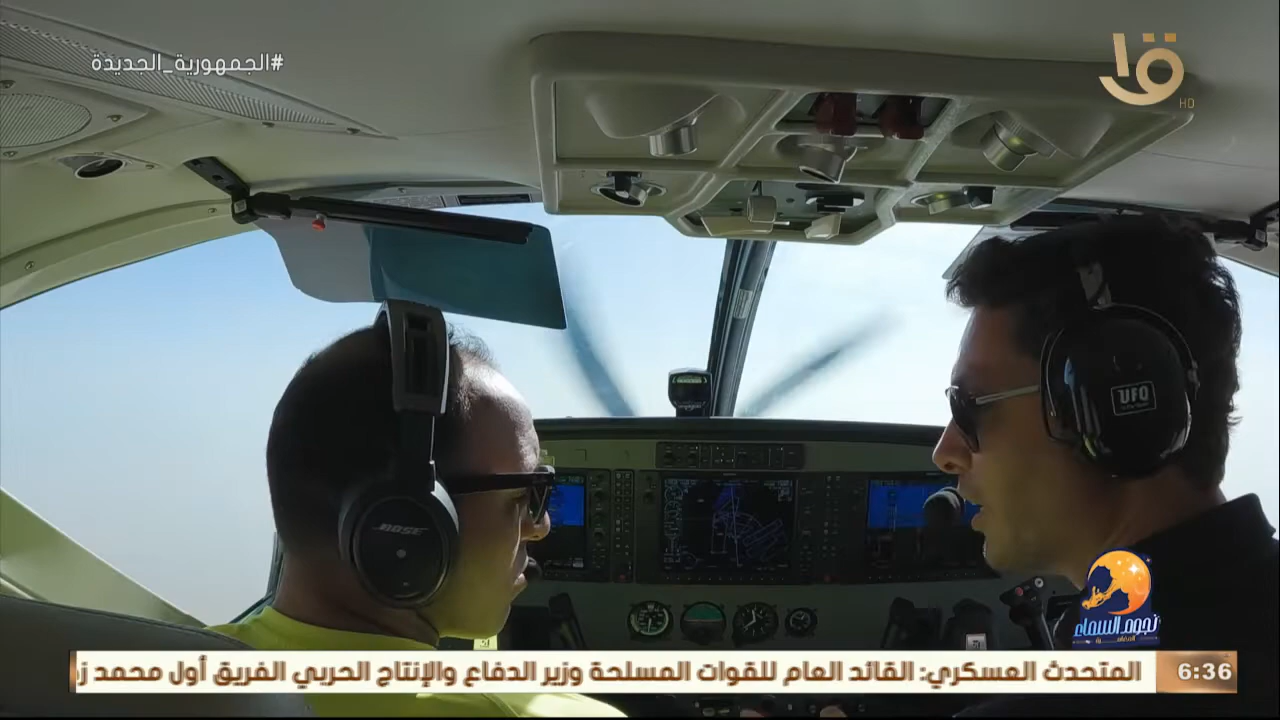 #الجمهورية_الجديدة
HD
UFO
BOSE
نجوم السماء
المتحدث العسكري: القائد العام للقوات المسلحة وزير الدفاع والإنتاج الحربي الفريق أول محمد ز
6:36